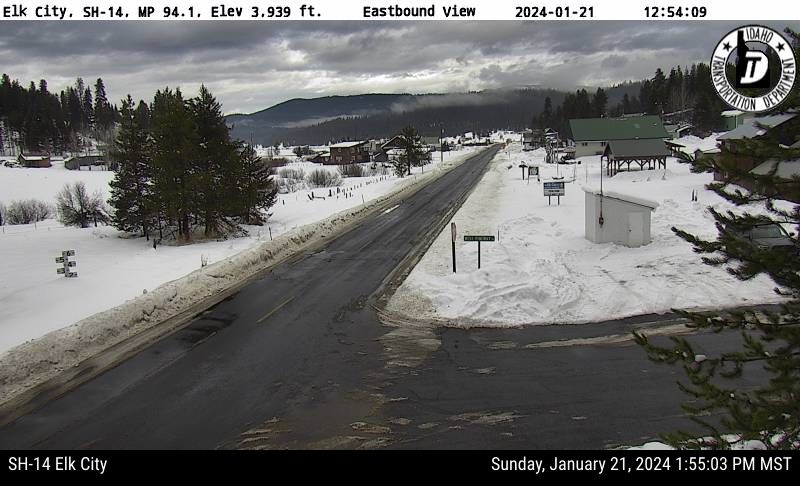 Elk City, SH-14, MP 94.1, Elev 3,939 ft. Eastbound View 2024-01-21 12:54:09
IDAHO
TRANSPORTATION DEPARTMENT
SH-14 Elk City Sunday, January 21, 2024 1:55:03 PM MST